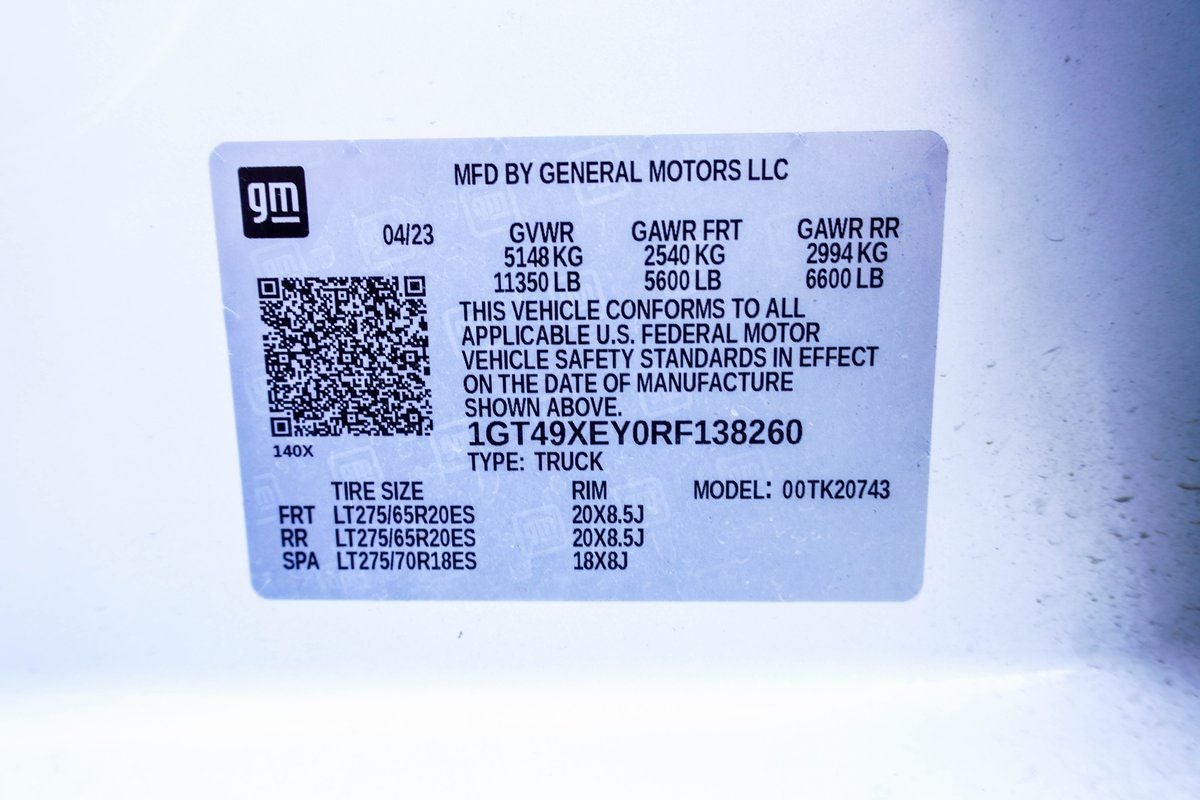 gm
MFD BY GENERAL MOTORS LLC
04/23 GVWR GAWR FRT GAWR RR
5148 KG 2540 KG 2994 KG
11350 LB 5600 LB 6600 LB
THIS VEHICLE CONFORMS TO ALL
APPLICABLE U.S. FEDERAL MOTOR
VEHICLE SAFETY STANDARDS IN EFFECT
ON THE DATE OF MANUFACTURE
SHOWN ABOVE.
1GT49XEY0RF138260
140X
TYPE: TRUCK
TIRE SIZE RIM MODEL: 00TK20743
FRT LT275/65R20ES 20X8.5J
RR LT275/65R20ES 20X8.5J
SPA LT275/70R18ES 18X8J